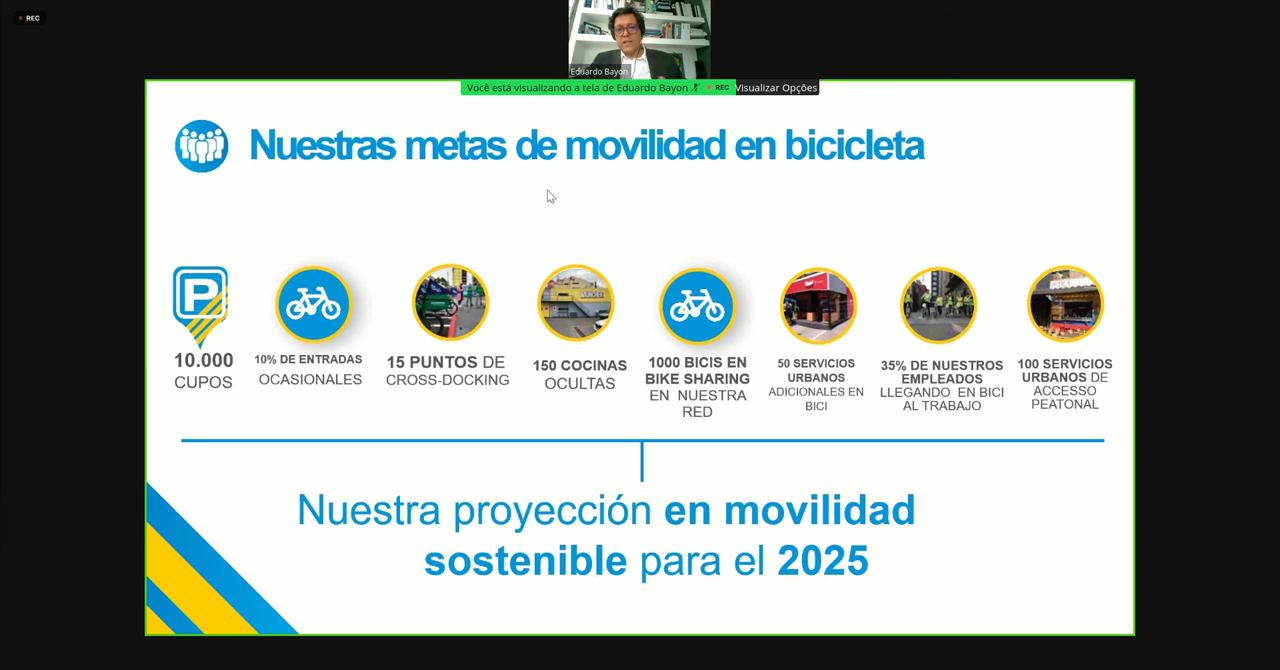 REC
Eduardo Bayon
Você está visualizando a tela de Eduardo Bayon
REC
Visualizar Opções
Nuestras metas de movilidad en bicicleta
P
10.000
CUPOS
10% DE ENTRADAS
OCASIONALES
15 PUNTOS DE
CROSS-DOCKING
150 COCINAS
OCULTAS
1000 BICIS EN
BIKE SHARING
EN NUESTRA
RED
50 SERVICIOS
URBANOS
ADICIONALES EN
BICI
35% DE NUESTROS
EMPLEADOS
LLEGANDO EN BICI
AL TRABAJO
100 SERVICIOS
URBANOS DE
ACCESSO
PEATONAL
Nuestra proyección en movilidad
sostenible para el 2025